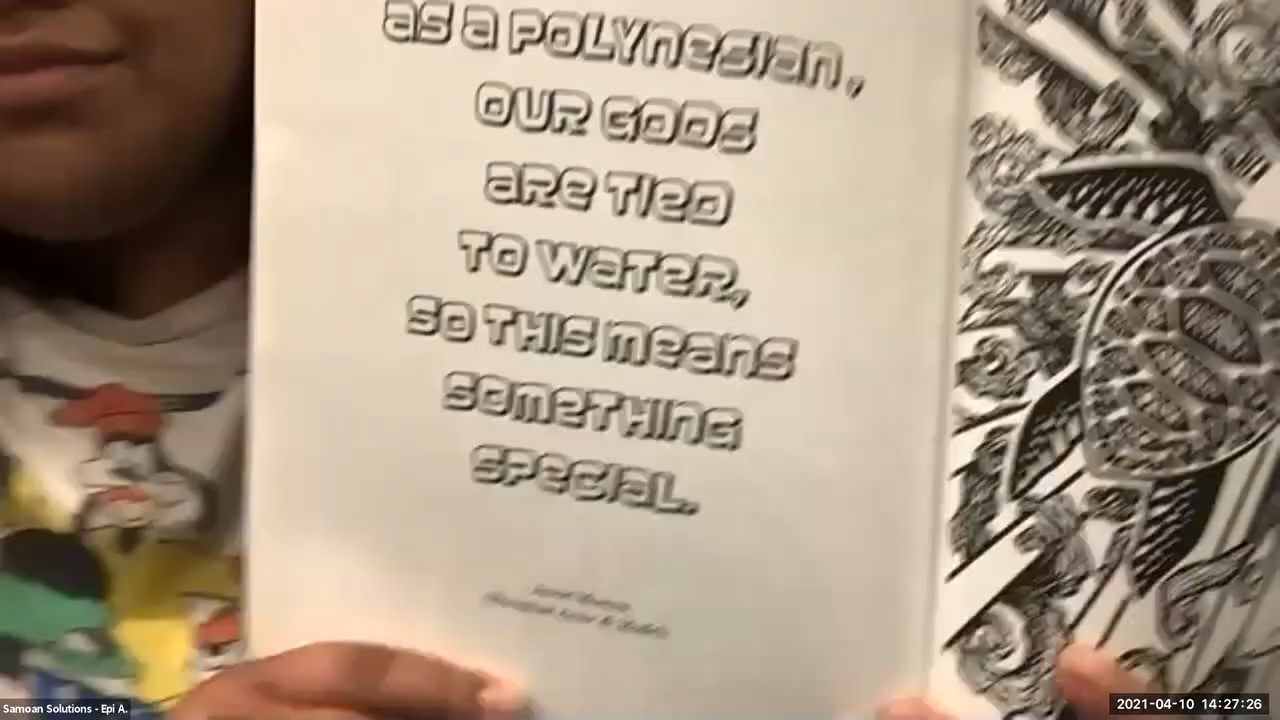 as a POLYnesian,
OUR GODS
are TIED
TO WATER,
SO THIS means
SOMETHING
SPECIAL.
Samoan Solutions - Epi A.
2021-04-10 14:27:26